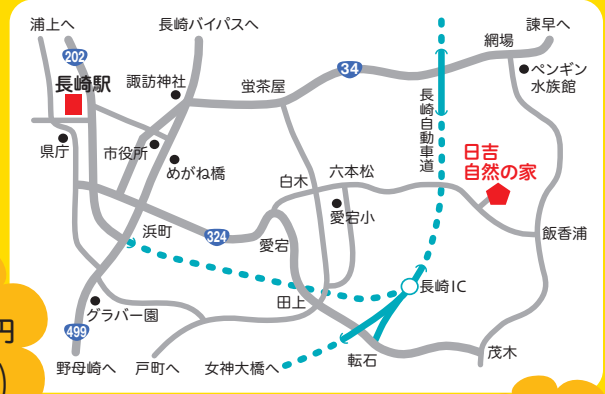 浦上へ
長崎バイパスへ
諫早へ
網場
202
長崎駅
諏訪神社
蛍茶屋
34
ペンギン
水族館
長崎自動車道
県庁
市役所
めがね橋
白木
六本松
日吉
自然の家
愛宕小
浜町
324
愛宕
飯香浦
長崎IC
田上
グラバー園
円
499
野母崎へ
戸町へ
女神大橋へ
転石
茂木
)